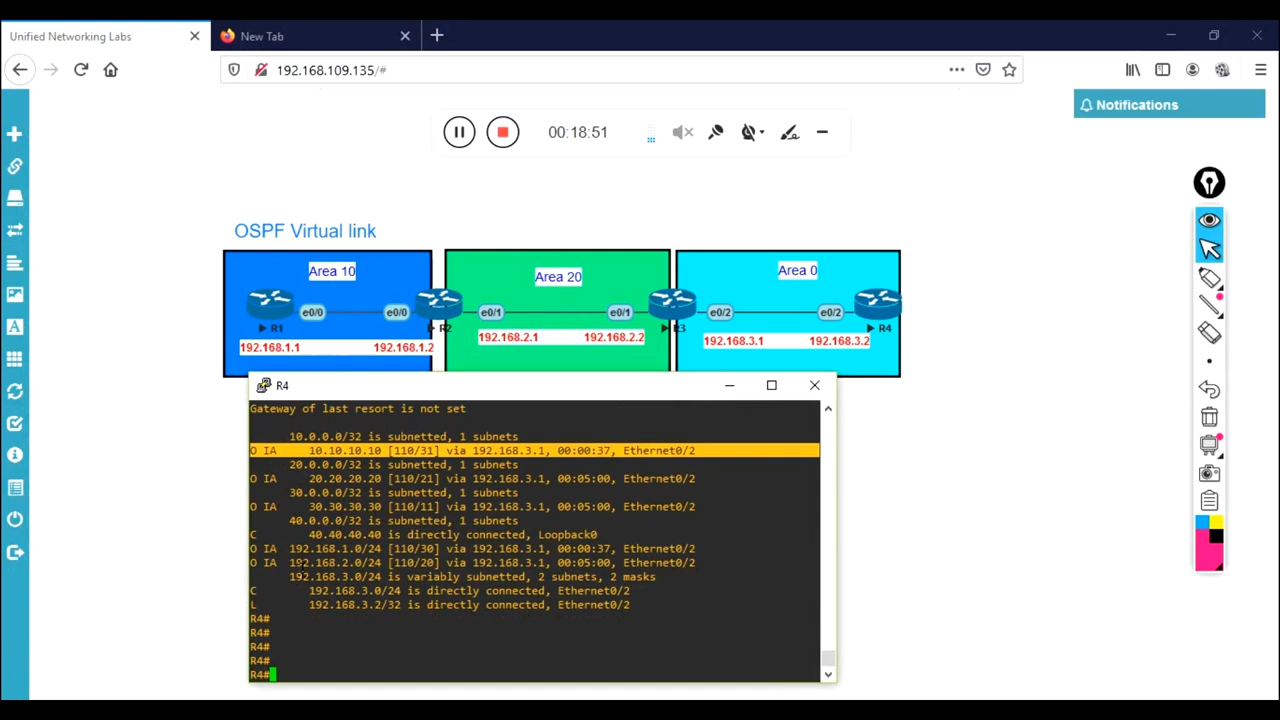 Unified Networking Labs
New Tab
192.168.109.135/#
Notifications
00:18:51
OSPF Virtual link
Area 10
Area 20
Area 0
e0/0
e0/0
e0/1
e0/1
e0/2
e0/2
R1
R2
R3
R4
192.168.1.1
192.168.1.2
192.168.2.1
192.168.2.2
192.168.3.1
192.168.3.2
R4
Gateway of last resort is not set
10.0.0.0/32 is subnetted, 1 subnets
O IA 10.10.10.10 [110/31] via 192.168.3.1, 00:00:37, Ethernet0/2
20.0.0.0/32 is subnetted, 1 subnets
O IA 20.20.20.20 [110/21] via 192.168.3.1, 00:05:00, Ethernet0/2
30.0.0.0/32 is subnetted, 1 subnets
O IA 30.30.30.30 [110/11] via 192.168.3.1, 00:05:00, Ethernet0/2
40.0.0.0/32 is subnetted, 1 subnets
C 40.40.40.40 is directly connected, Loopback0
O IA 192.168.1.0/24 [110/30] via 192.168.3.1, 00:00:37, Ethernet0/2
O IA 192.168.2.0/24 [110/20] via 192.168.3.1, 00:05:00, Ethernet0/2
192.168.3.0/24 is variably subnetted, 2 subnets, 2 masks
C 192.168.3.0/24 is directly connected, Ethernet0/2
L 192.168.3.2/32 is directly connected, Ethernet0/2
R4#
R4#
R4#
R4#
R4#